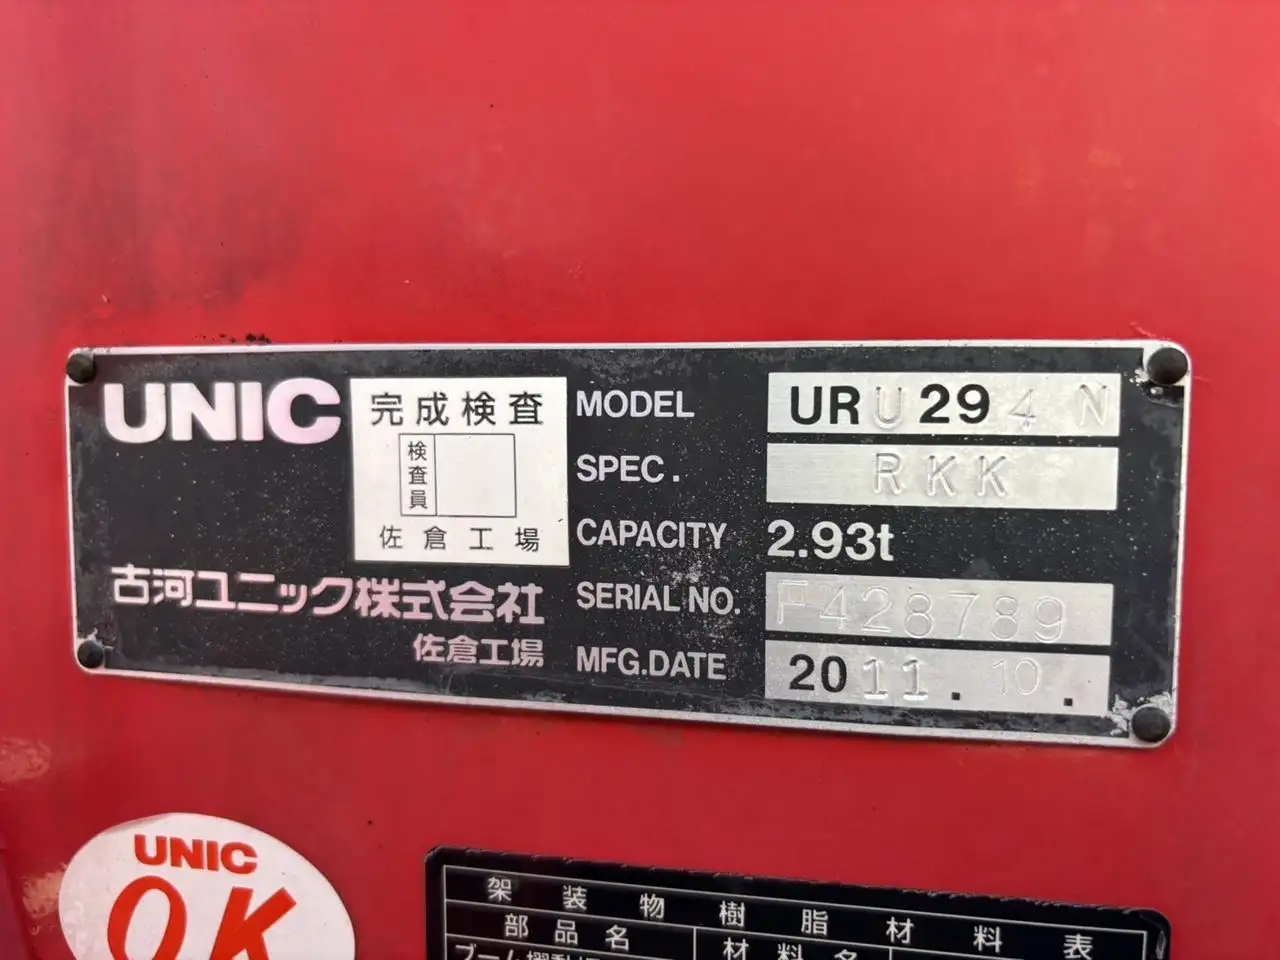 UNIC
完成検査
検査員
佐倉工場
古河ユニック株式会社
佐倉工場
MODEL URU294N
SPEC. RKK
CAPACITY 2.93t
SERIAL NO. F428789
MFG.DATE 2011.10.
UNIC
OK
架装物樹脂材料表
部品名 材料名